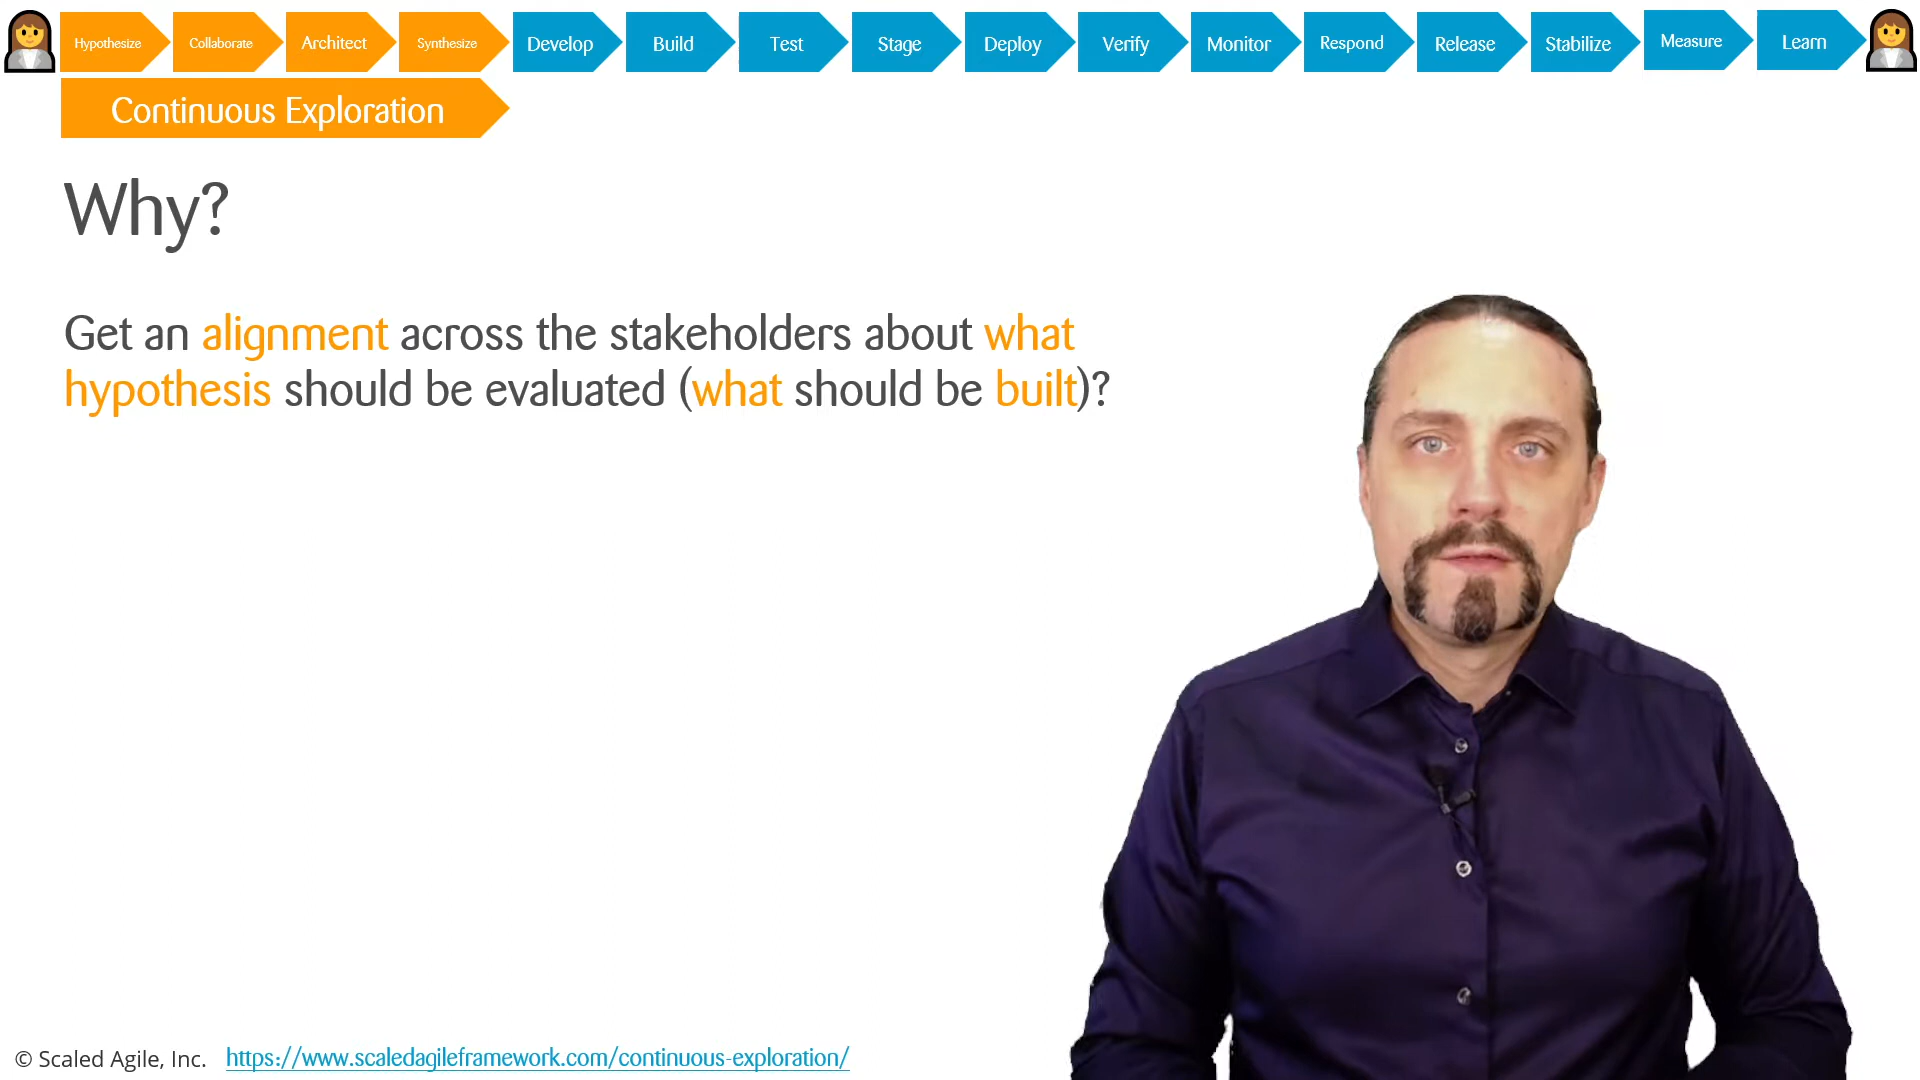 Hypothesize Collaborate Architect Synthesize Develop Build Test Stage Deploy Verify Monitor Respond Release Stabilize Measure Learn
Continuous Exploration
Why?
Get an alignment across the stakeholders about what
hypothesis should be evaluated (what should be built)?
© Scaled Agile, Inc. https://www.scaledagileframework.com/continuous-exploration/